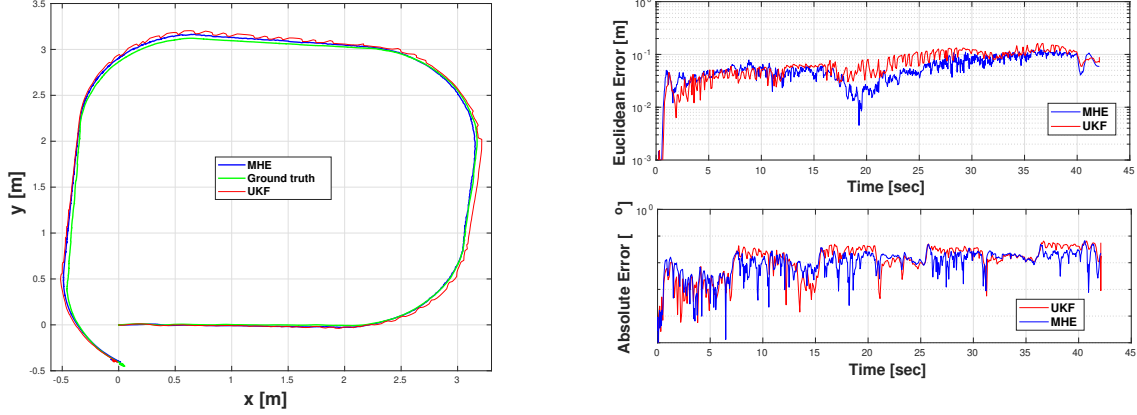 3.5
3
2.5
2
1.5
1
0.5
0
-0.5
y [m]
MHE
Ground truth
UKF
-0.5 0 0.5 1 1.5 2 2.5 3
x [m]
10⁰
10⁻¹
10⁻²
10⁻³
Euclidean Error [m]
MHE
UKF
0 5 10 15 20 25 30 35 40 45
Time [sec]
10⁰
Absolute Error [ °]
UKF
MHE
0 5 10 15 20 25 30 35 40 45
Time [sec]